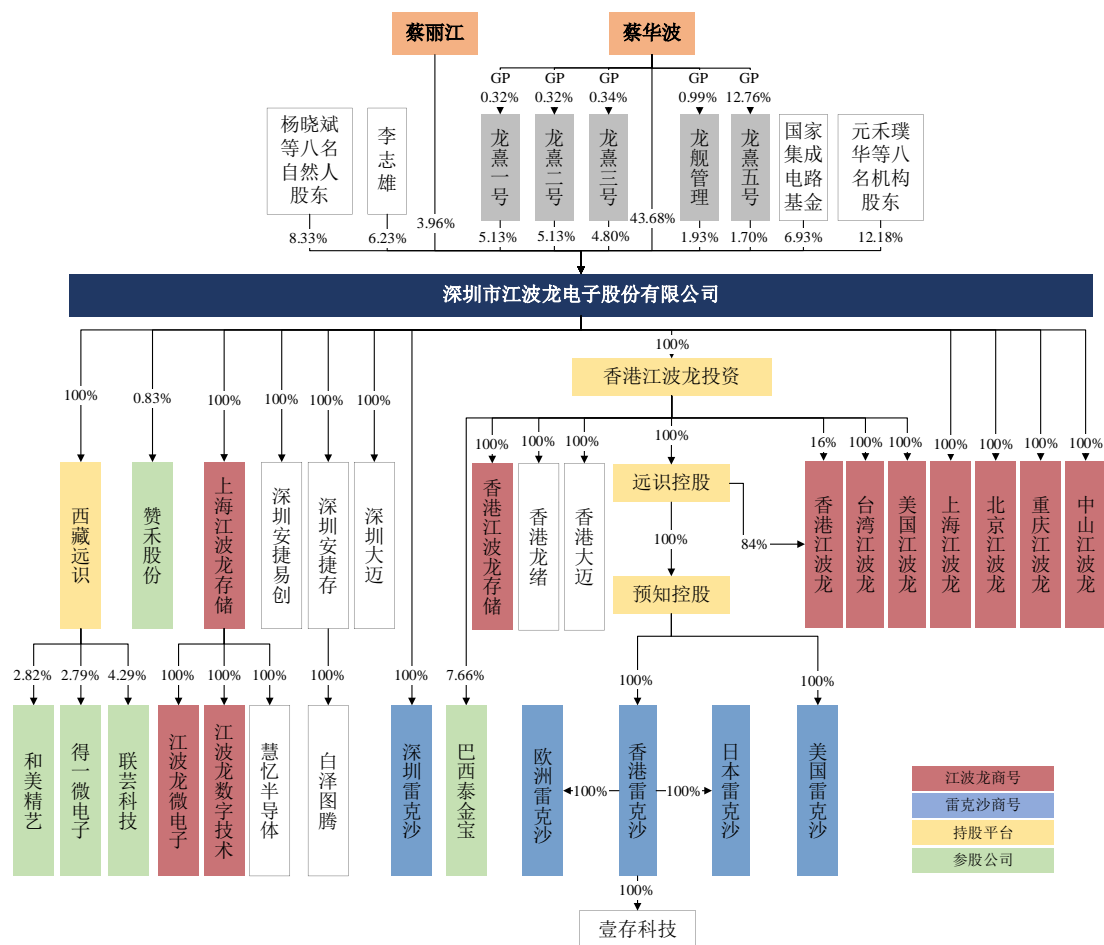 蔡丽江
蔡华波
GP
0.32%
GP
0.32%
GP
0.34%
GP
0.99%
GP
12.76%
杨晓斌
等八名
自然人
股东
李志雄
龙熹一号
龙熹二号
龙熹三号
龙舰管理
龙熹五号
国家
集成
电路
基金
元禾璞
华等八
名机构
股东
8.33%
6.23%
3.96%
5.13%
5.13%
4.80%
43.68%
1.93%
1.70%
6.93%
12.18%
深圳市江波龙电子股份有限公司
100%
香港江波龙投资
100%
0.83%
100%
100%
100%
100%
100%
100%
100%
100%
16%
100%
100%
100%
100%
100%
100%
西藏远识
赞禾股份
上海江波龙存储
深圳安捷易创
深圳安捷存
深圳大迈
香港江波龙存储
香港龙绪
香港大迈
远识控股
84%
香港江波龙
台湾江波龙
美国江波龙
上海江波龙
北京江波龙
重庆江波龙
中山江波龙
100%
预知控股
2.82%
2.79%
4.29%
100%
100%
100%
100%
100%
7.66%
100%
100%
和美精艺
得一微电子
联芸科技
江波龙微电子
江波龙数字技术
慧忆半导体
白泽图腾
深圳雷克沙
巴西泰金宝
欧洲雷克沙
100%
香港雷克沙
100%
日本雷克沙
美国雷克沙
100%
壹存科技
江波龙商号
雷克沙商号
持股平台
参股公司